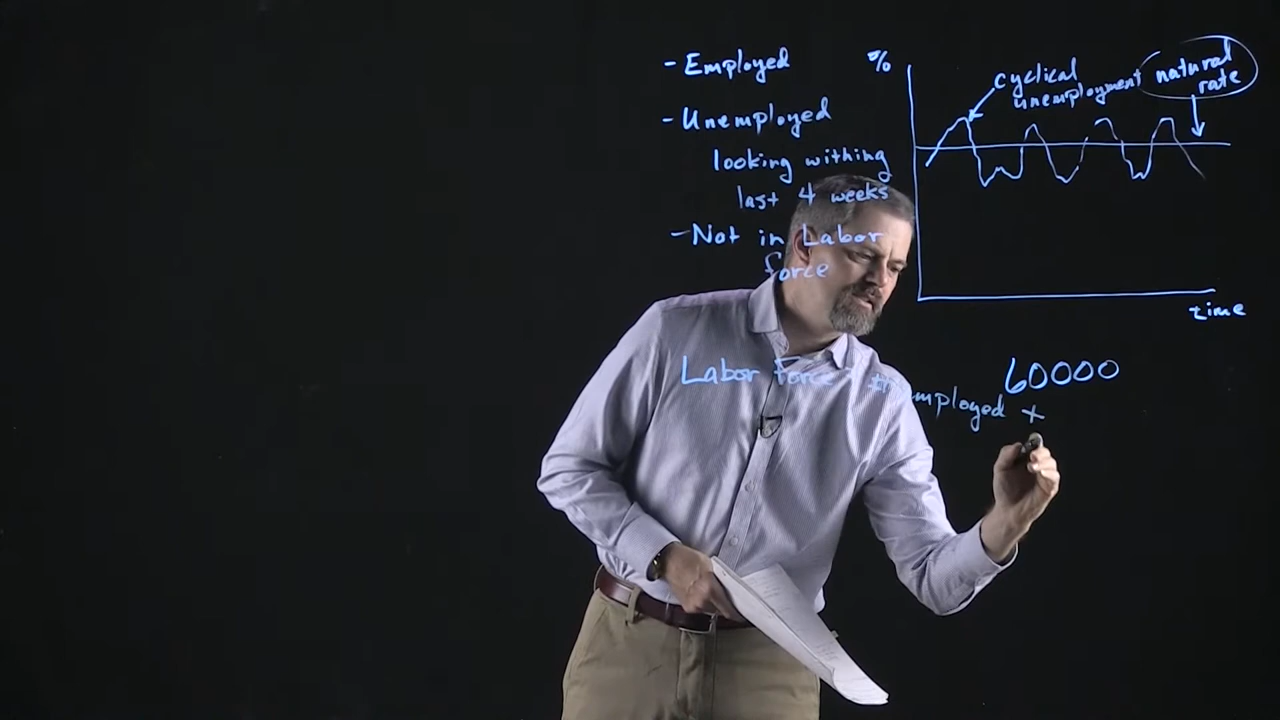 - Employed
- Unemployed
looking withing
last 4 weeks
- Not in Labor
force
%
cyclical
unemployment
natural
rate
time
Labor Force
60000
# employed +